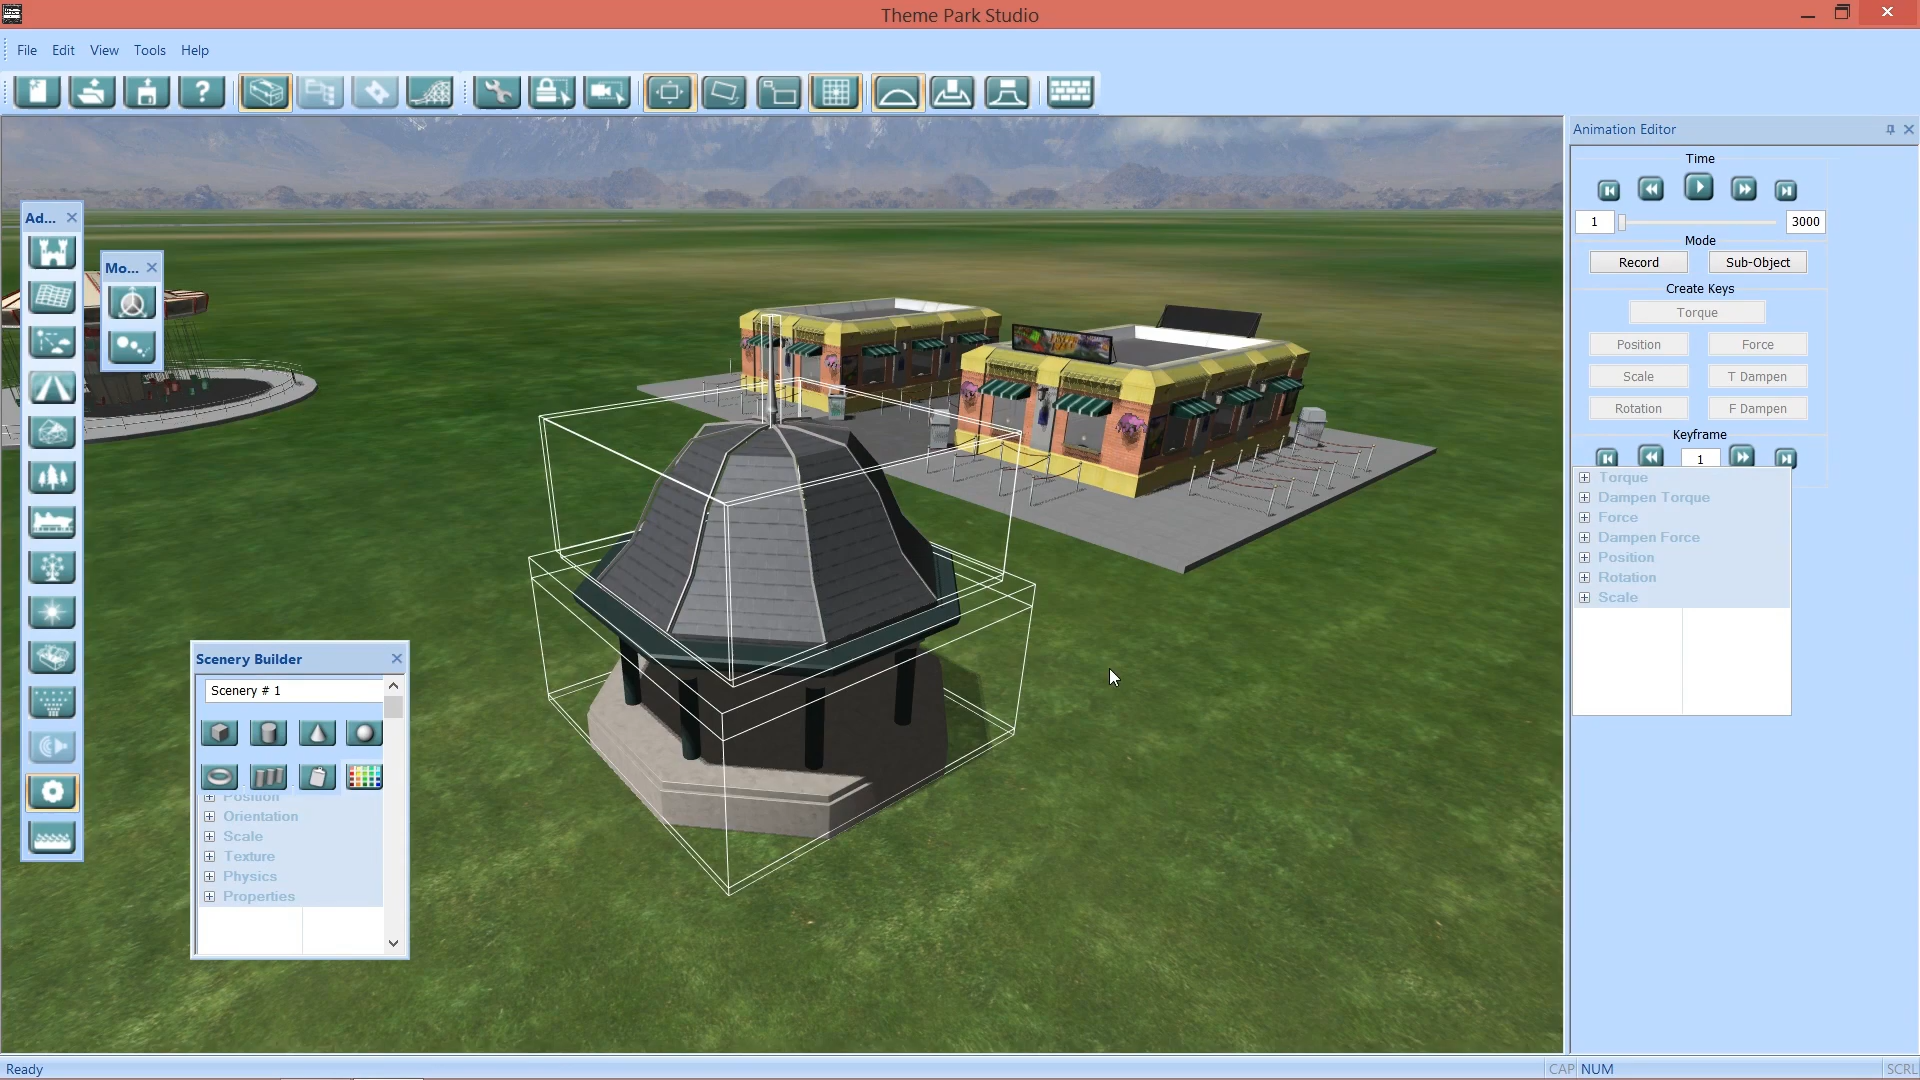 Theme Park Studio
File Edit View Tools Help
?
Animation Editor
Time
1 3000
Mode
Record Sub-Object
Create Keys
Torque
Position Force
Scale T Dampen
Rotation F Dampen
Keyframe
1
Torque
Dampen Torque
Force
Dampen Force
Position
Rotation
Scale
Ad...
Mo...
Scenery Builder
Scenery # 1
Position
Orientation
Scale
Texture
Physics
Properties
Ready CAP NUM SCRL